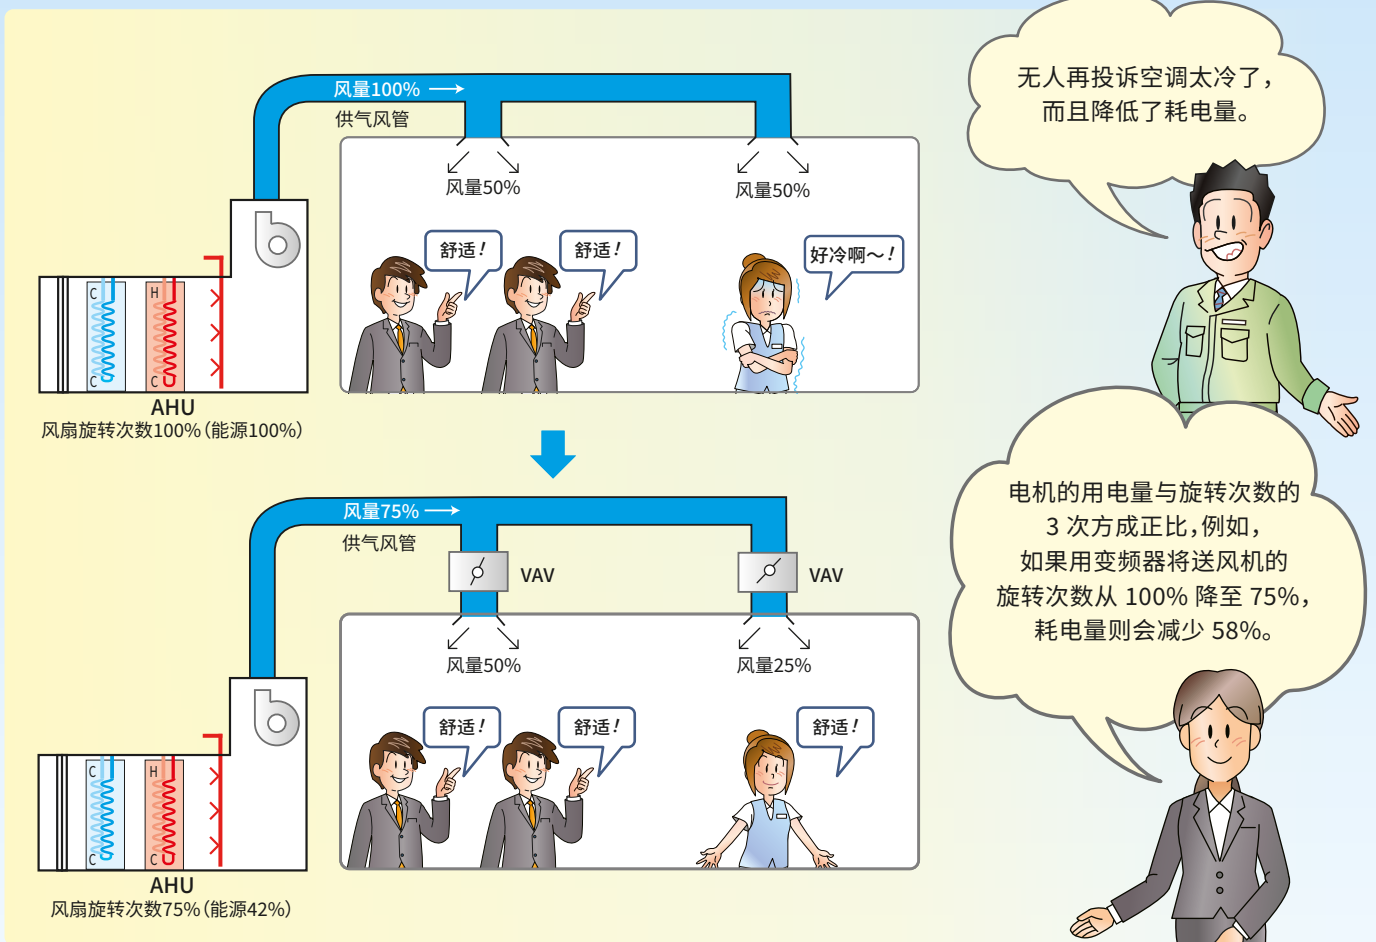 无人再投诉空调太冷了，
而且降低了耗电量。
风量100%
供气风管
风量50%
风量50%
舒适！
舒适！
好冷啊～！
C
H
C
C
AHU
风扇旋转次数100%（能源100%）
电机的用电量与旋转次数的
3 次方成正比，例如，
如果用变频器将送风机的
旋转次数从 100% 降至 75%，
耗电量则会减少 58%。
风量75%
供气风管
VAV
VAV
风量50%
风量25%
舒适！
舒适！
舒适！
C
H
C
C
AHU
风扇旋转次数75%（能源42%）